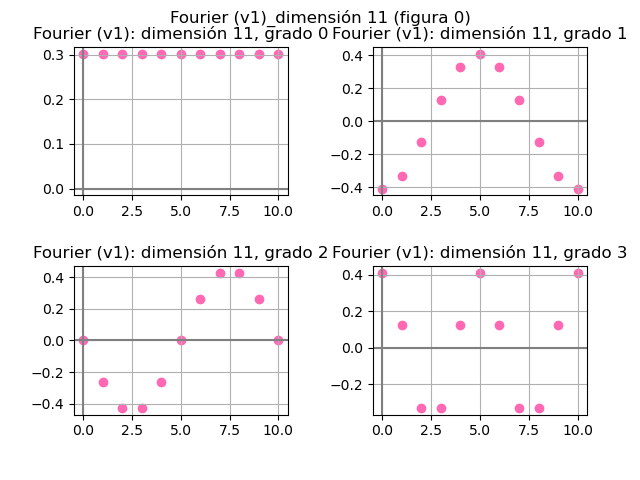 Fourier (v1)_dimensión 11 (figura 0)
Fourier (v1): dimensión 11, grado 0
0.3
0.2
0.1
0.0
0.0 2.5 5.0 7.5 10.0
Fourier (v1): dimensión 11, grado 1
0.4
0.2
0.0
−0.2
−0.4
0.0 2.5 5.0 7.5 10.0
Fourier (v1): dimensión 11, grado 2
0.4
0.2
0.0
−0.2
−0.4
0.0 2.5 5.0 7.5 10.0
Fourier (v1): dimensión 11, grado 3
0.4
0.2
0.0
−0.2
0.0 2.5 5.0 7.5 10.0